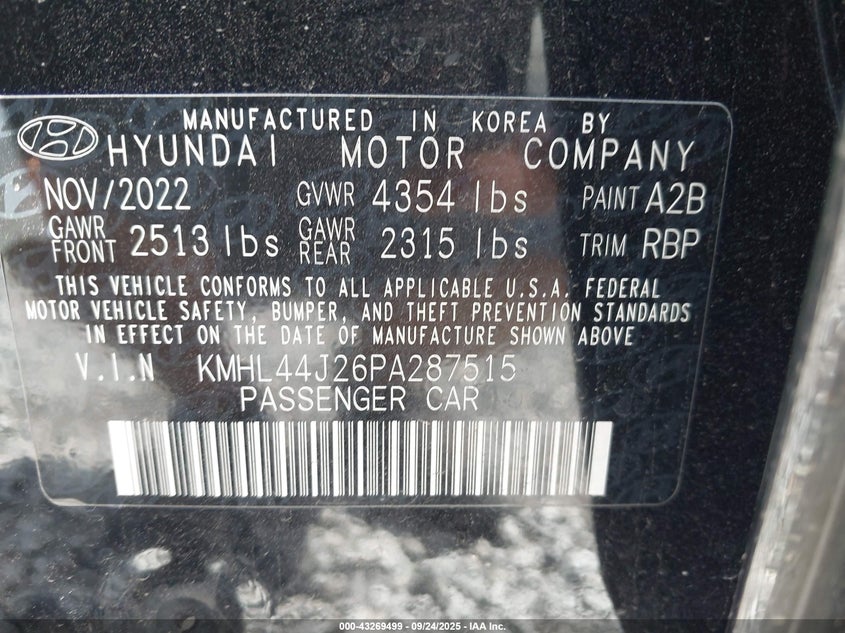 MANUFACTURED IN KOREA BY
HYUNDAI MOTOR COMPANY
NOV/2022 GVWR 4354 lbs PAINT A2B
GAWR FRONT 2513 lbs GAWR REAR 2315 lbs TRIM RBP
THIS VEHICLE CONFORMS TO ALL APPLICABLE U.S.A. FEDERAL
MOTOR VEHICLE SAFETY, BUMPER, AND THEFT PREVENTION STANDARDS
IN EFFECT ON THE DATE OF MANUFACTURE SHOWN ABOVE
V.I.N KMHL44J26PA287515
PASSENGER CAR
000-43269499 - 09/24/2025 - IAA Inc.